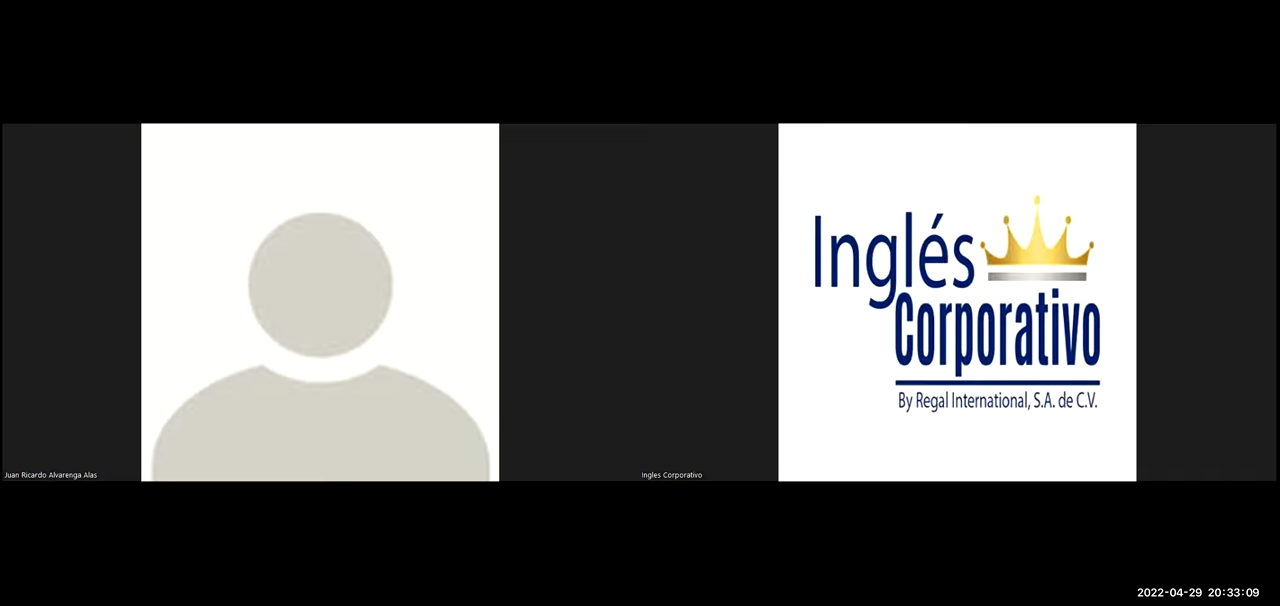 Inglés
Corporativo
By Regal International, S.A. de C.V.
Juan Ricardo Alvarenga Alas
Ingles Corporativo
2022-04-29 20:33:09